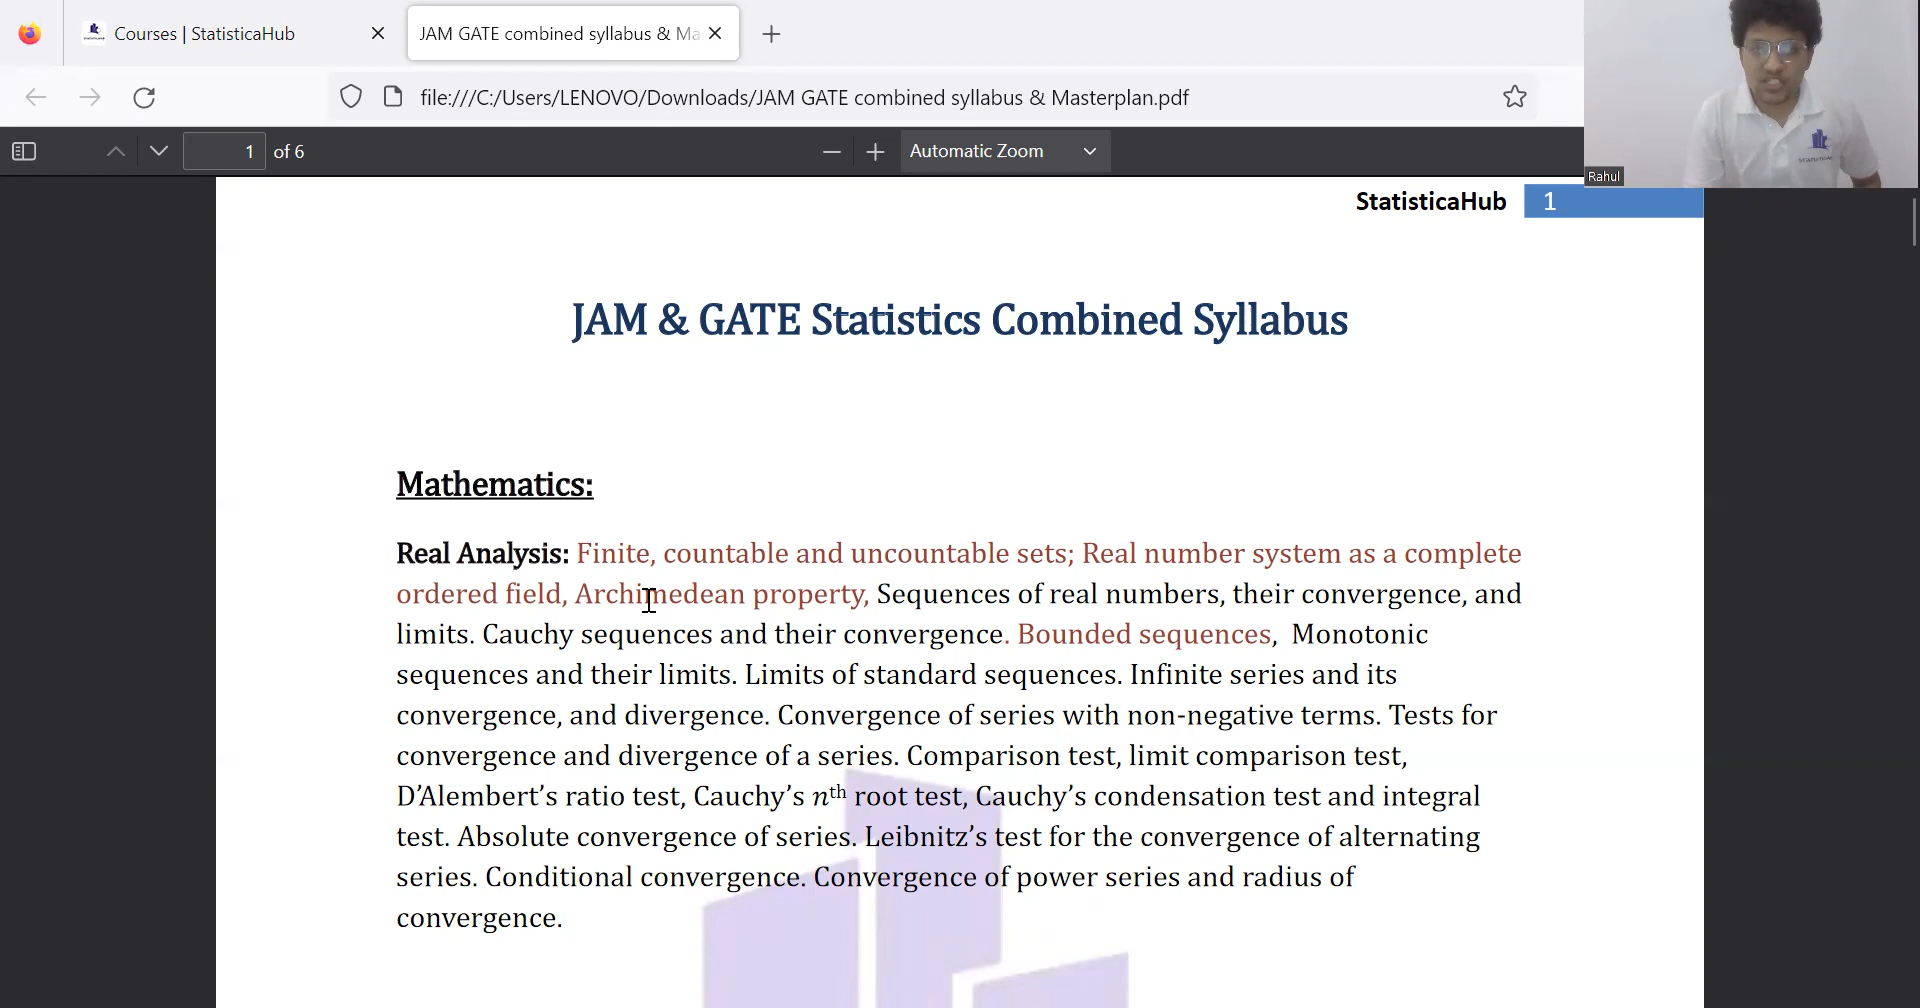 Courses | StatisticaHub
JAM GATE combined syllabus & Ma
file:///C:/Users/LENOVO/Downloads/JAM GATE combined syllabus & Masterplan.pdf
1 of 6
Automatic Zoom
Rahul
StatisticaHub 1
JAM & GATE Statistics Combined Syllabus
Mathematics:
Real Analysis: Finite, countable and uncountable sets; Real number system as a complete
ordered field, Archimedean property, Sequences of real numbers, their convergence, and
limits. Cauchy sequences and their convergence. Bounded sequences,  Monotonic
sequences and their limits. Limits of standard sequences. Infinite series and its
convergence, and divergence. Convergence of series with non-negative terms. Tests for
convergence and divergence of a series. Comparison test, limit comparison test,
D’Alembert’s ratio test, Cauchy’s nth root test, Cauchy’s condensation test and integral
test. Absolute convergence of series. Leibnitz’s test for the convergence of alternating
series. Conditional convergence. Convergence of power series and radius of
convergence.